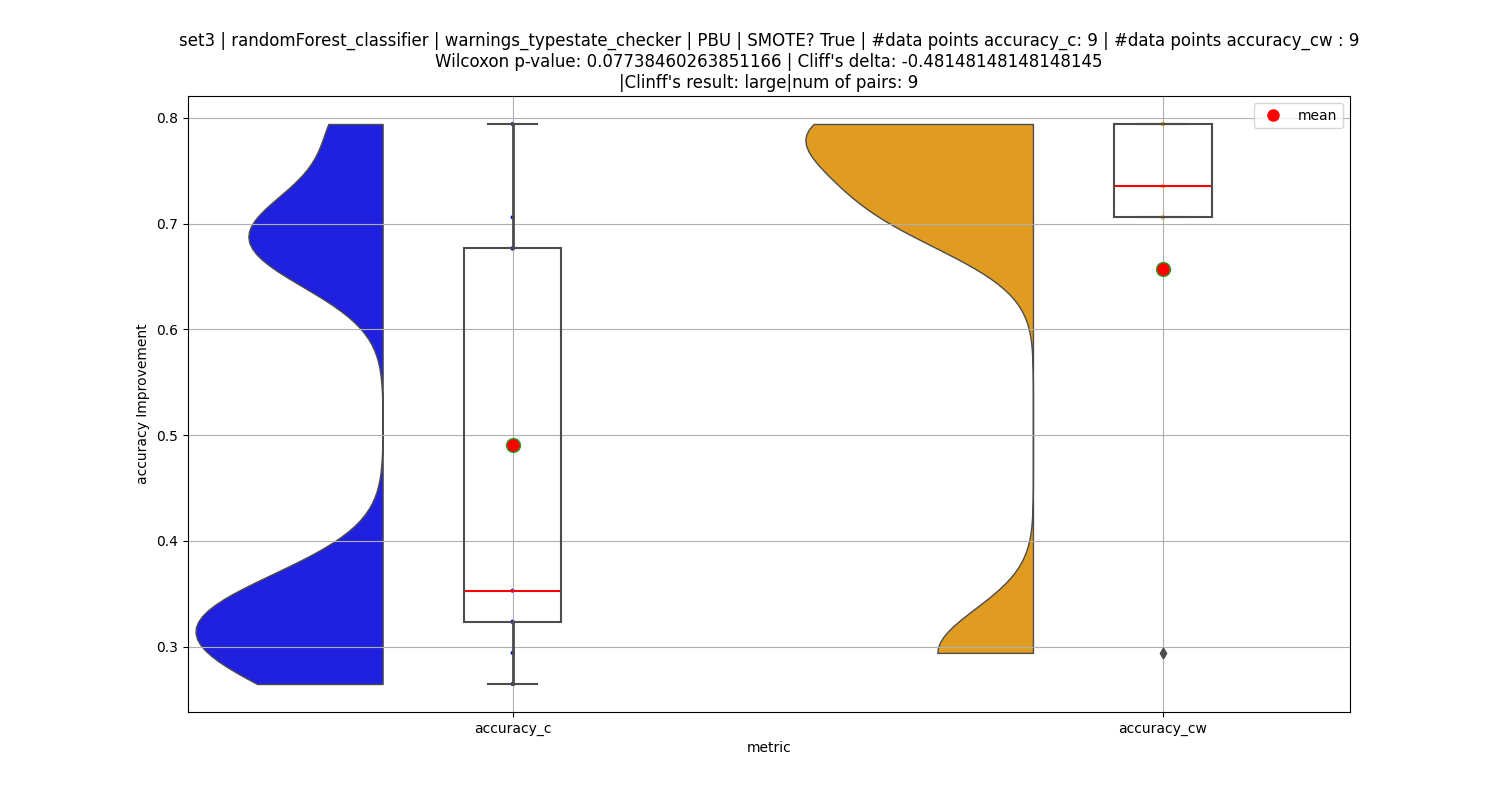 set3 | randomForest_classifier | warnings_typestate_checker | PBU | SMOTE? True | #data points accuracy_c: 9 | #data points accuracy_cw : 9
Wilcoxon p-value: 0.07738460263851166 | Cliff's delta: -0.48148148148148145
|Clinff's result: large|num of pairs: 9
mean
0.8
0.7
0.6
0.5
0.4
0.3
accuracy Improvement
accuracy_c
accuracy_cw
metric